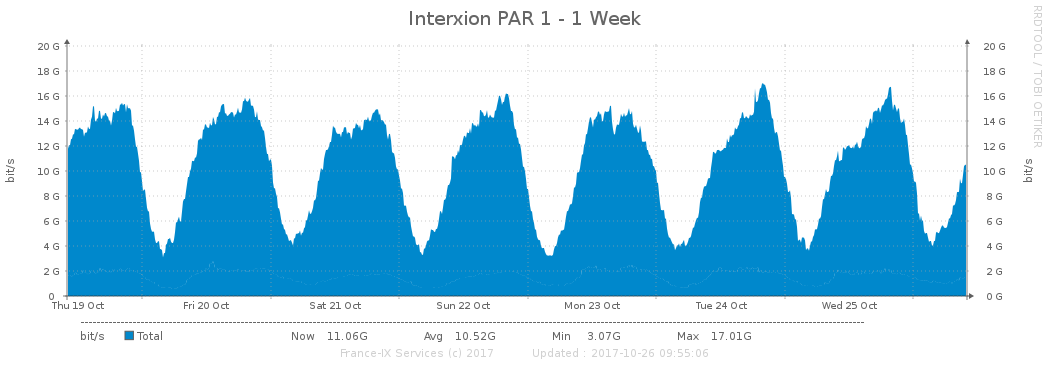 Interxion PAR 1 - 1 Week
RRDTOOL / TOBI OETIKER
bit/s
20 G 20 G
18 G 18 G
16 G 16 G
14 G 14 G
12 G 12 G
10 G 10 G
8 G 8 G
6 G 6 G
4 G 4 G
2 G 2 G
0 0 G
bit/s
Thu 19 Oct Fri 20 Oct Sat 21 Oct Sun 22 Oct Mon 23 Oct Tue 24 Oct Wed 25 Oct
bit/s Total Now 11.06G Avg 10.52G Min 3.07G Max 17.01G
France-IX Services (c) 2017 Updated : 2017-10-26 09:55:06